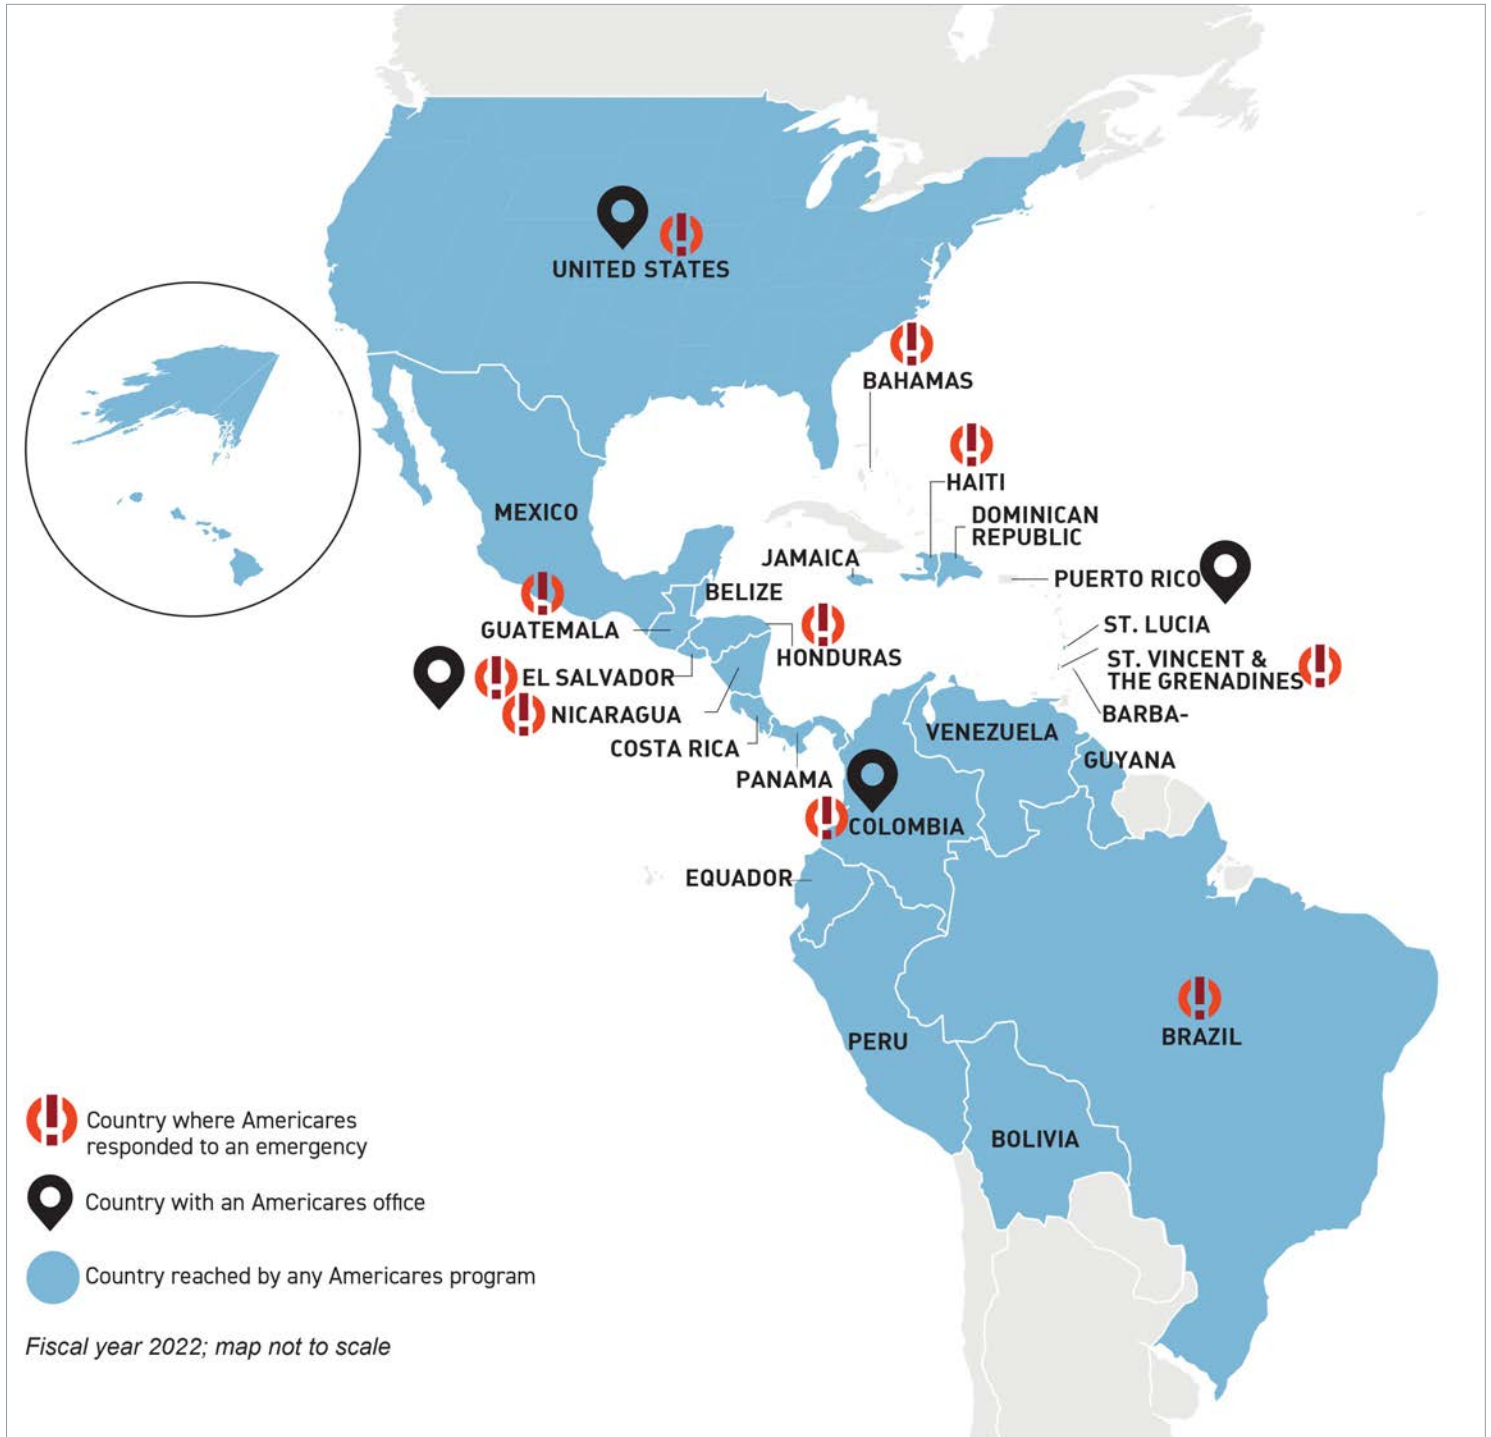 UNITED STATES
BAHAMAS
HAITI
MEXICO
DOMINICAN
REPUBLIC
JAMAICA
PUERTO RICO
BELIZE
ST. LUCIA
GUATEMALA
HONDURAS
ST. VINCENT &
THE GRENADINES
EL SALVADOR
NICARAGUA
BARBA-
VENEZUELA
COSTA RICA
GUYANA
PANAMA
COLOMBIA
EQUADOR
BRAZIL
PERU
BOLIVIA
Country where Americares
responded to an emergency
Country with an Americares office
Country reached by any Americares program
Fiscal year 2022; map not to scale